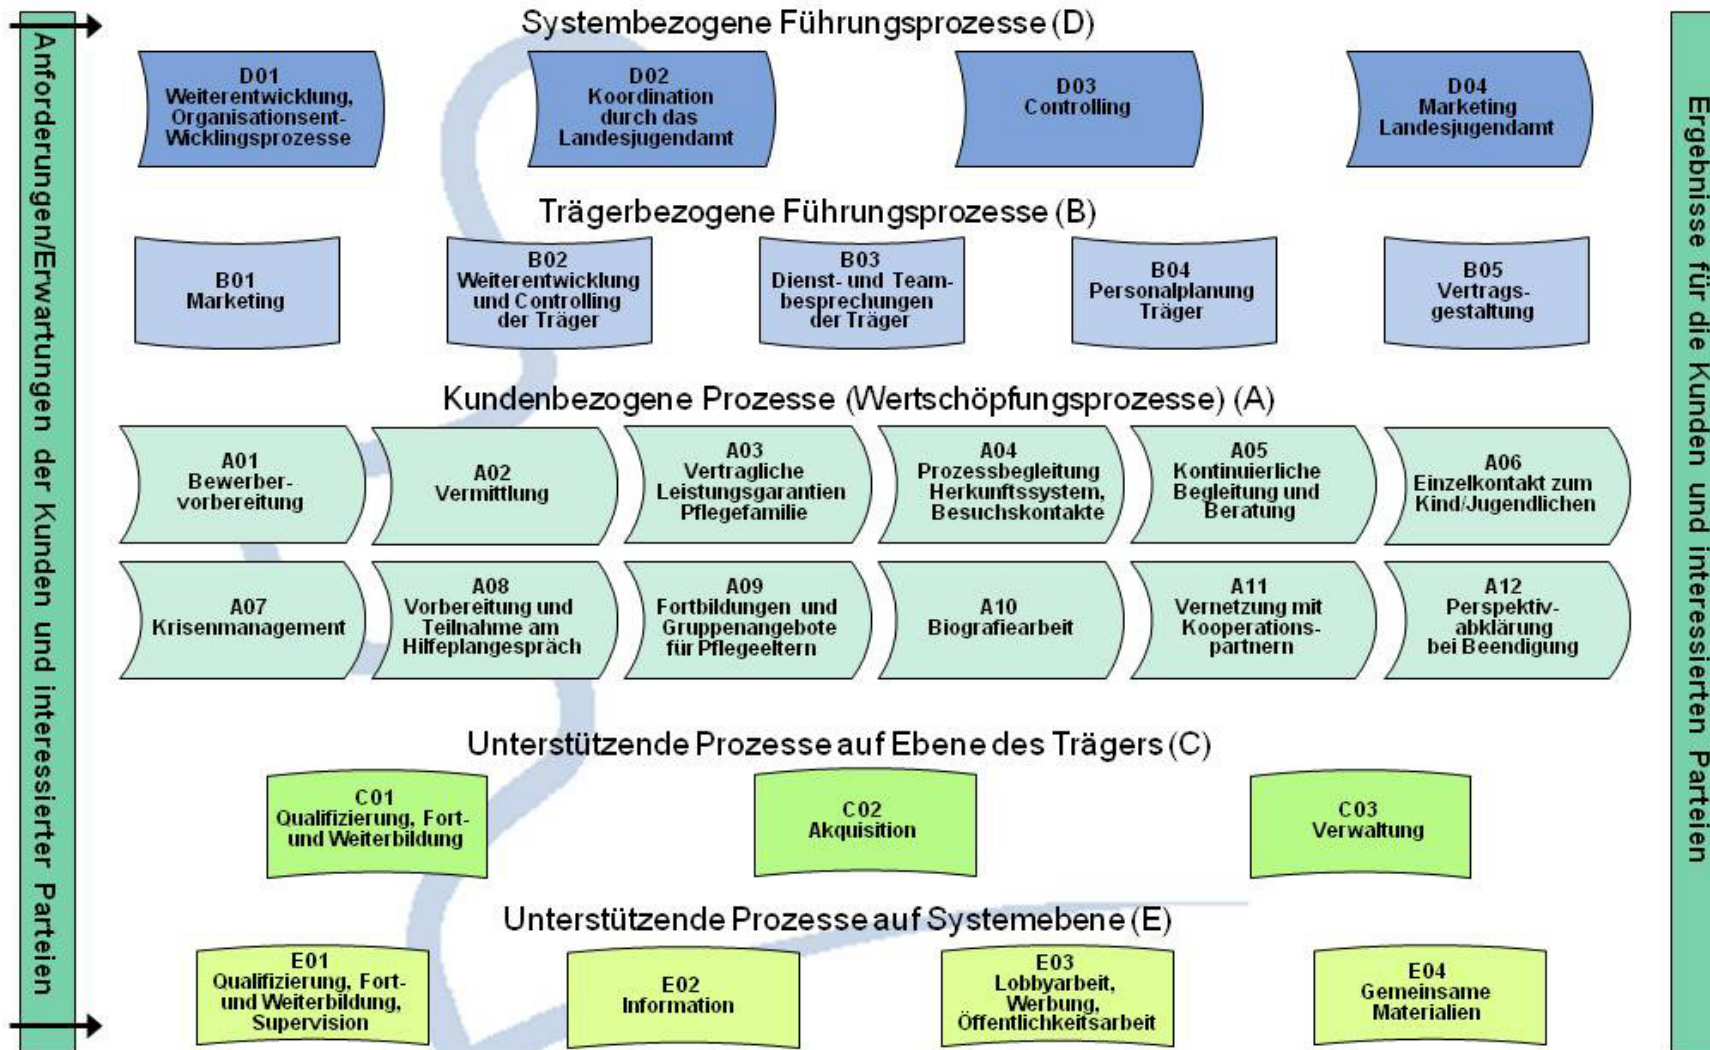 Anforderungen/Erwartungen der Kunden und interessierter Parteien
Systembezogene Führungsprozesse (D)
D01
Weiterentwicklung,
Organisationsent-
Wicklingsprozesse
D02
Koordination
durch das
Landesjugendamt
D03
Controlling
D04
Marketing
Landesjugendamt
Trägerbezogene Führungsprozesse (B)
B01
Marketing
B02
Weiterentwicklung
und Controlling
der Träger
B03
Dienst- und Team-
besprechungen
der Träger
B04
Personalplanung
Träger
B05
Vertrags-
gestaltung
Kundenbezogene Prozesse (Wertschöpfungsprozesse) (A)
A01
Bewerber-
vorbereitung
A02
Vermittlung
A03
Vertragliche
Leistungsgarantien
Pflegefamilie
A04
Prozessbegleitung
Herkunftssystem,
Besuchskontakte
A05
Kontinuierliche
Begleitung und
Beratung
A06
Einzelkontakt zum
Kind/Jugendlichen
A07
Krisenmanagement
A08
Vorbereitung und
Teilnahme am
Hilfeplangespräch
A09
Fortbildungen und
Gruppenangebote
für Pflegeeltern
A10
Biografiearbeit
A11
Vernetzung mit
Kooperations-
partnern
A12
Perspektiv-
abklärung
bei Beendigung
Unterstützende Prozesse auf Ebene des Trägers (C)
C01
Qualifizierung, Fort-
und Weiterbildung
C02
Akquisition
C03
Verwaltung
Unterstützende Prozesse auf Systemebene (E)
E01
Qualifizierung, Fort-
und Weiterbildung,
Supervision
E02
Information
E03
Lobbyarbeit,
Werbung,
Öffentlichkeitsarbeit
E04
Gemeinsame
Materialien
Ergebnisse für die Kunden und interessierten Parteien